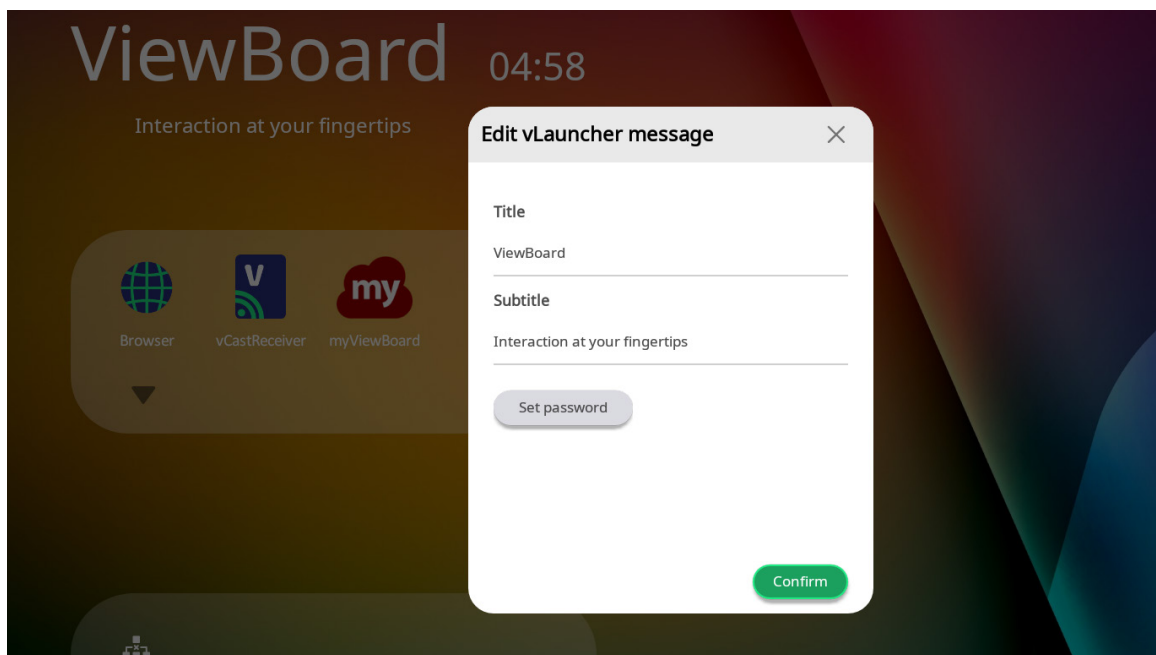 ViewBoard 04:58
Interaction at your fingertips
Edit vLauncher message
Title
ViewBoard
Subtitle
Interaction at your fingertips
Set password
Confirm
V
my
Browser vCastReceiver myViewBoard